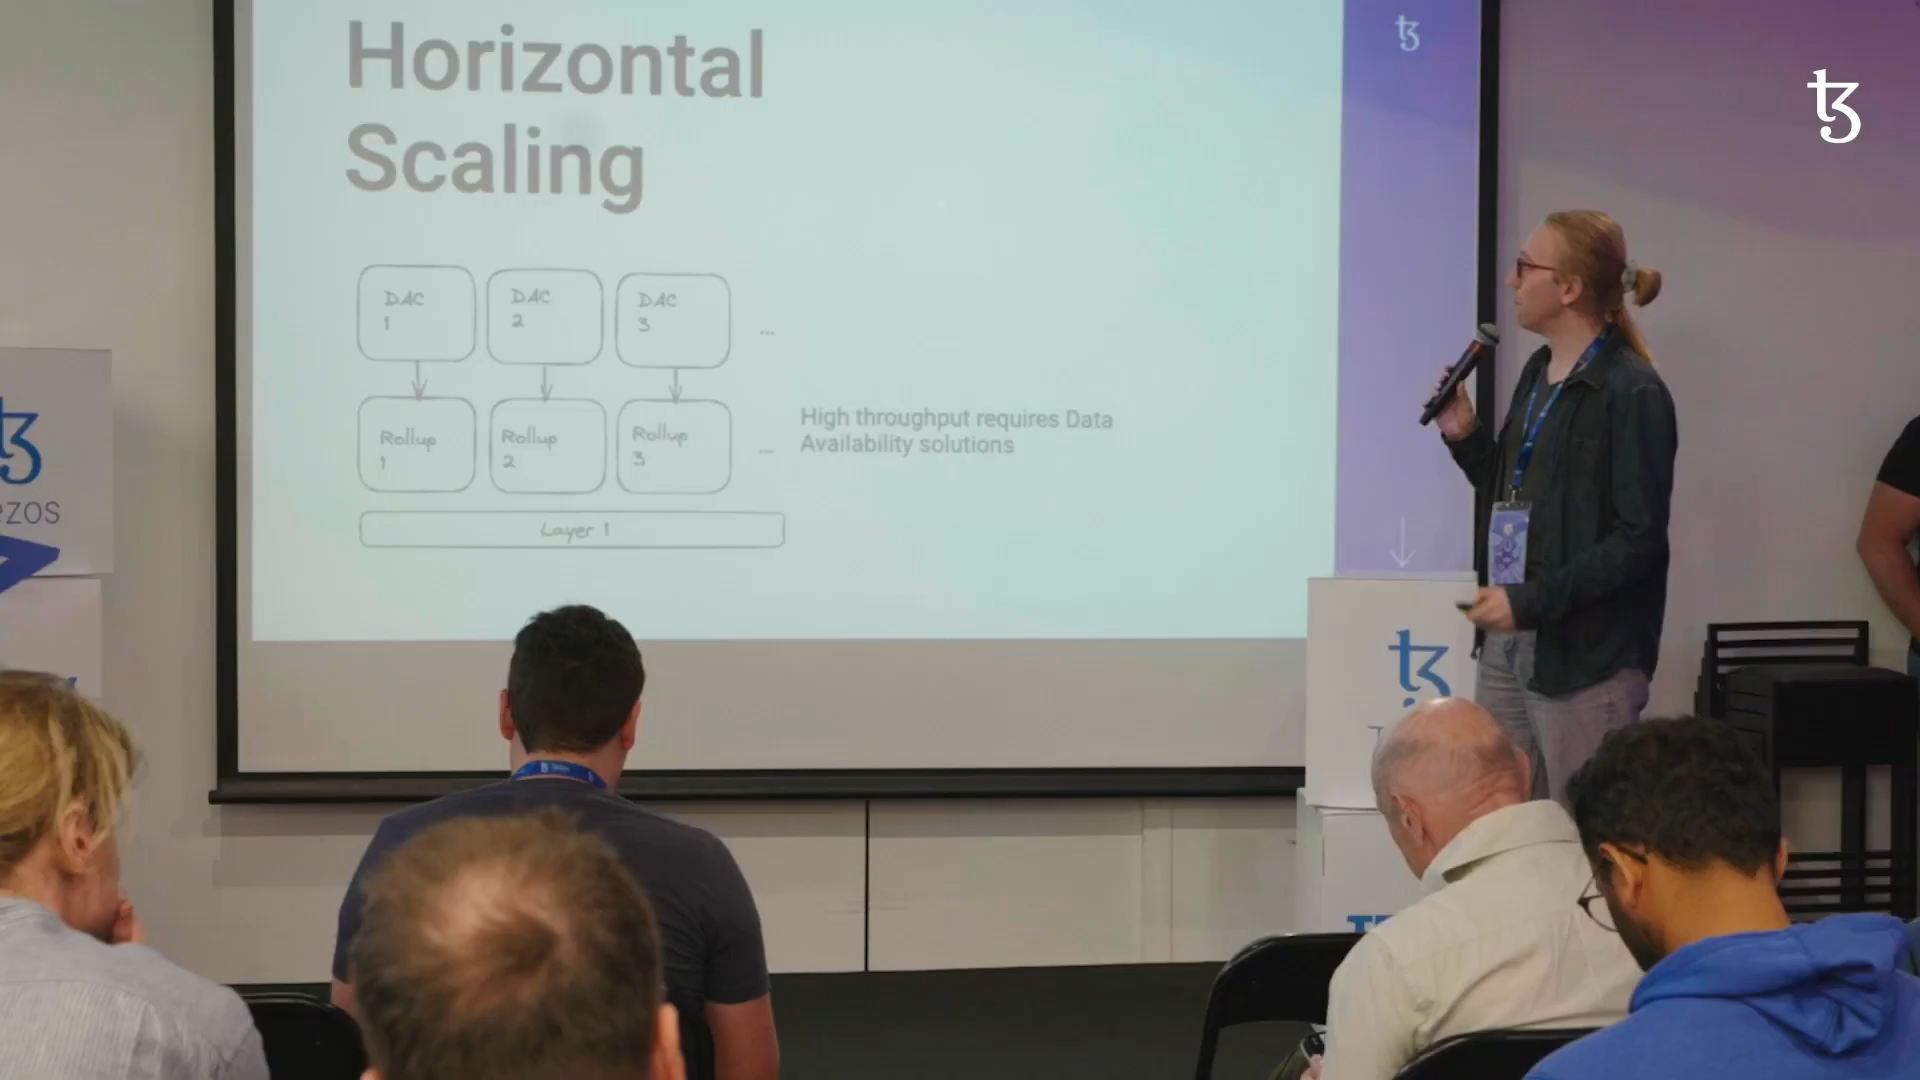 Horizontal
Scaling
DAC
1
DAC
2
DAC
3
...
Rollup
1
Rollup
2
Rollup
3
...
High throughput requires Data
Availability solutions
Layer 1
ezos